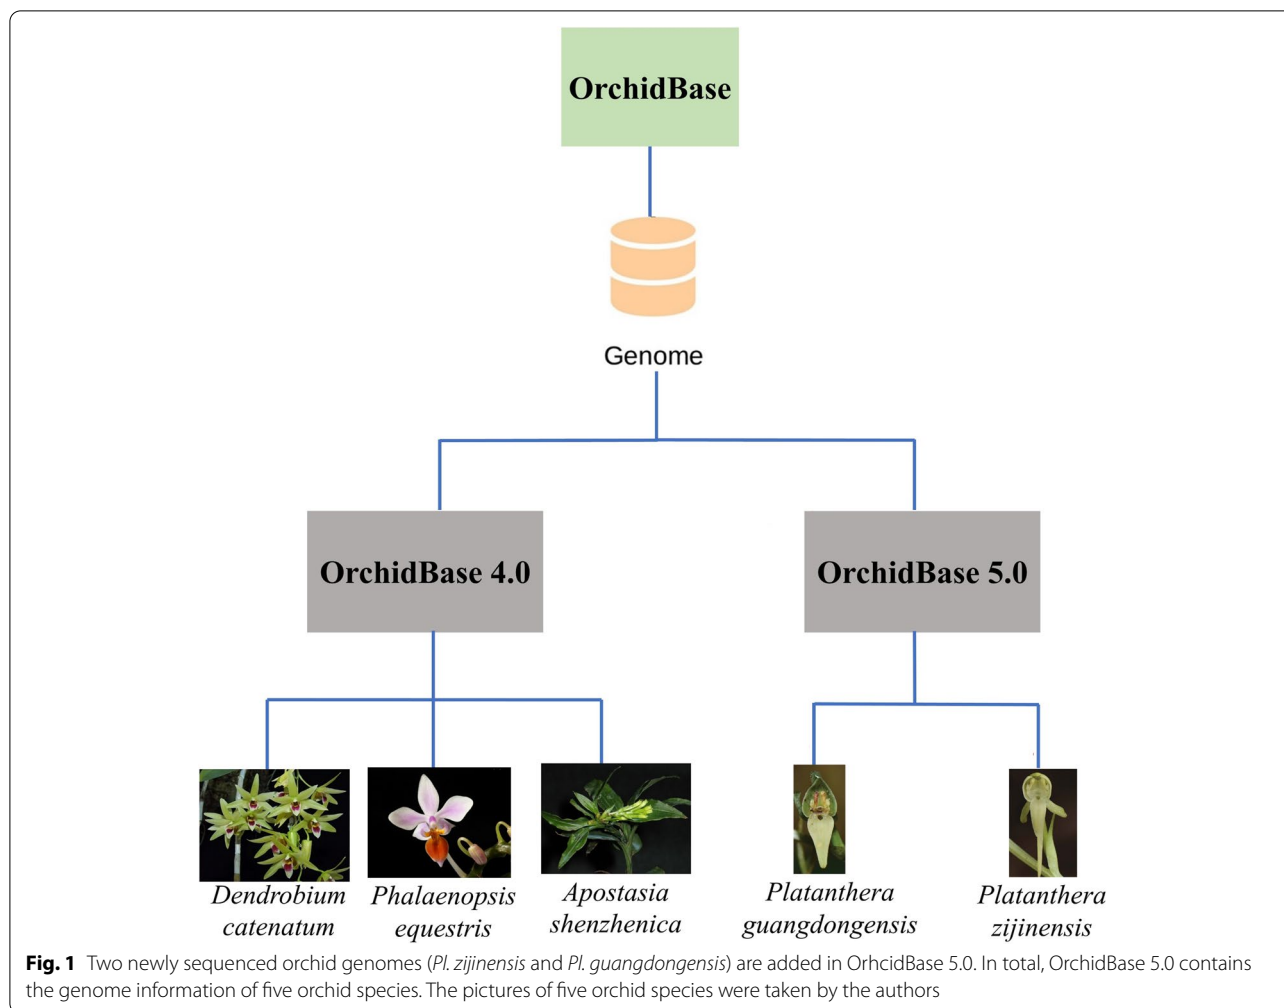 OrchidBase
Genome
OrchidBase 4.0
OrchidBase 5.0
Dendrobium
catenatum
Phalaenopsis
equestris
Apostasia
shenzhenica
Platanthera
guangdongensis
Platanthera
zijinensis
Fig. 1 Two newly sequenced orchid genomes (Pl. zijinensis and Pl. guangdongensis) are added in OrhcidBase 5.0. In total, OrchidBase 5.0 contains
the genome information of five orchid species. The pictures of five orchid species were taken by the authors